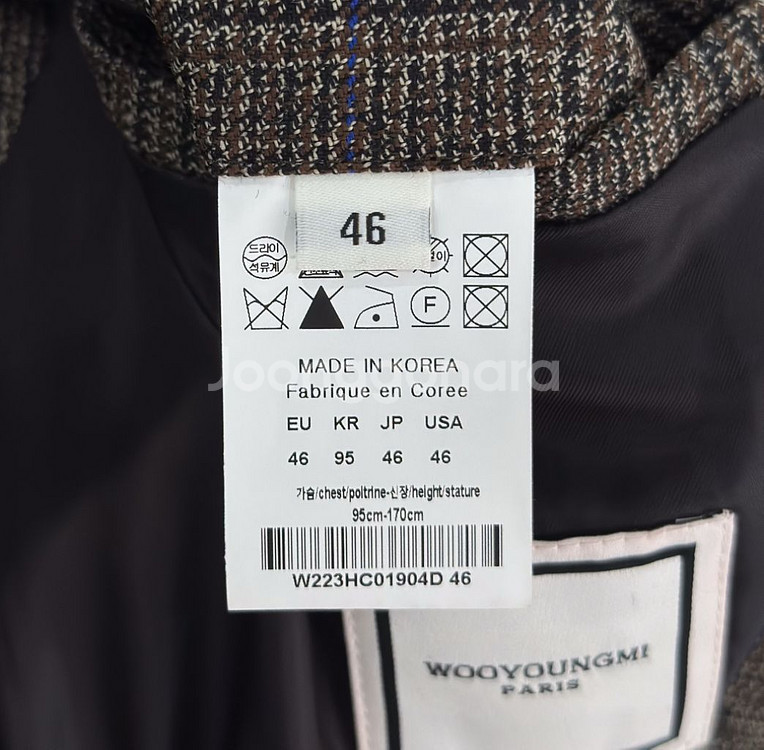 46
드라이
석유계
F
MADE IN KOREA
Fabrique en Coree
EU KR JP USA
46 95 46 46
가슴/chest/poltrine-신장/height/stature
95cm-170cm
W223HC01904D 46
WOOYOUNGMI
PARIS